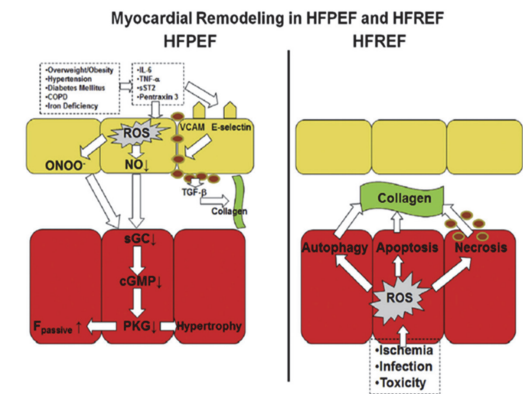 Myocardial Remodeling in HFPEF and HFREF
HFPEF
HFREF
•Overweight/Obesity
•Hypertension
•Diabetes Mellitus
•COPD
•Iron Deficiency
•IL-6
•TNF-α
•sST2
•Pentraxin 3
VCAM
E-selectin
ROS
ONOO⁻
NO↓
TGF-β
Collagen
sGC↓
cGMP↓
Fpassive ↑
PKG↓
Hypertrophy
Collagen
Autophagy
Apoptosis
Necrosis
ROS
•Ischemia
•Infection
•Toxicity